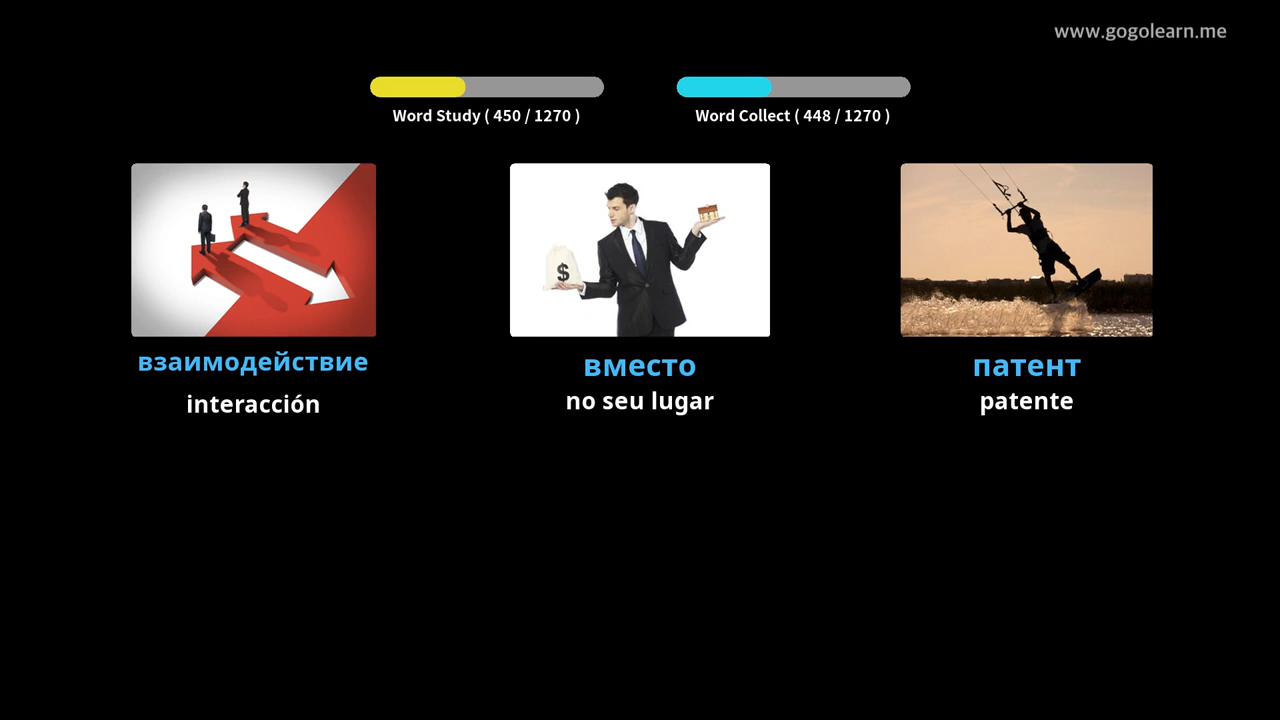 www.gogolearn.me
Word Study ( 450 / 1270 )
Word Collect ( 448 / 1270 )
$
взаимодействие
interacción
вместо
no seu lugar
патент
patente